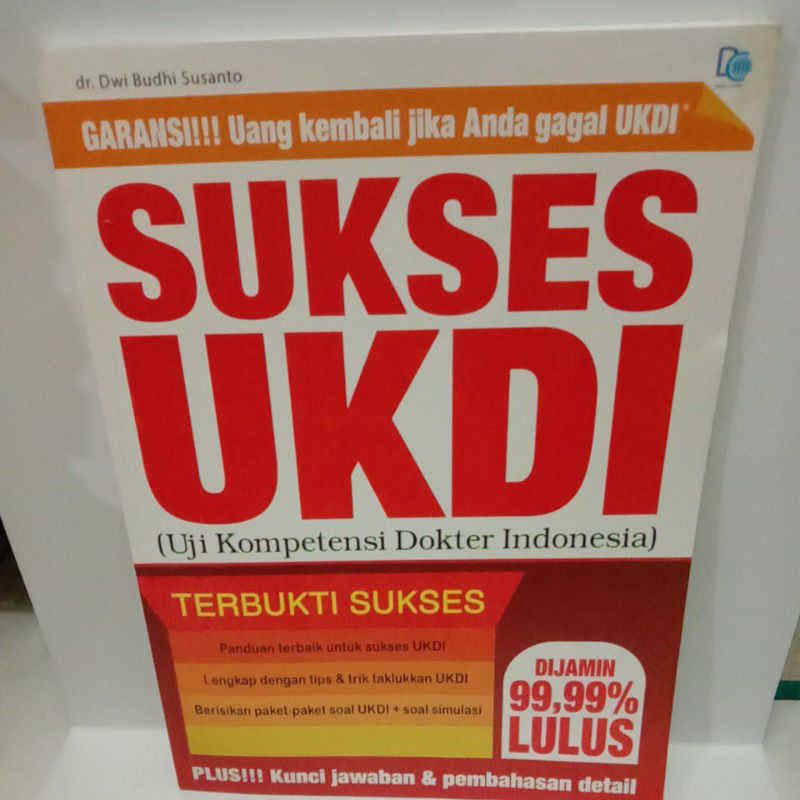 dr. Dwi Budhi Susanto
GARANSI!!! Uang kembali jika Anda gagal UKDI*
SUKSES
UKDI
(Uji Kompetensi Dokter Indonesia)
TERBUKTI SUKSES
Panduan terbaik untuk sukses UKDI
Lengkap dengan tips & trik taklukkan UKDI
Berisikan paket-paket soal UKDI + soal simulasi
DIJAMIN
99,99%
LULUS
PLUS!!! Kunci jawaban & pembahasan detail